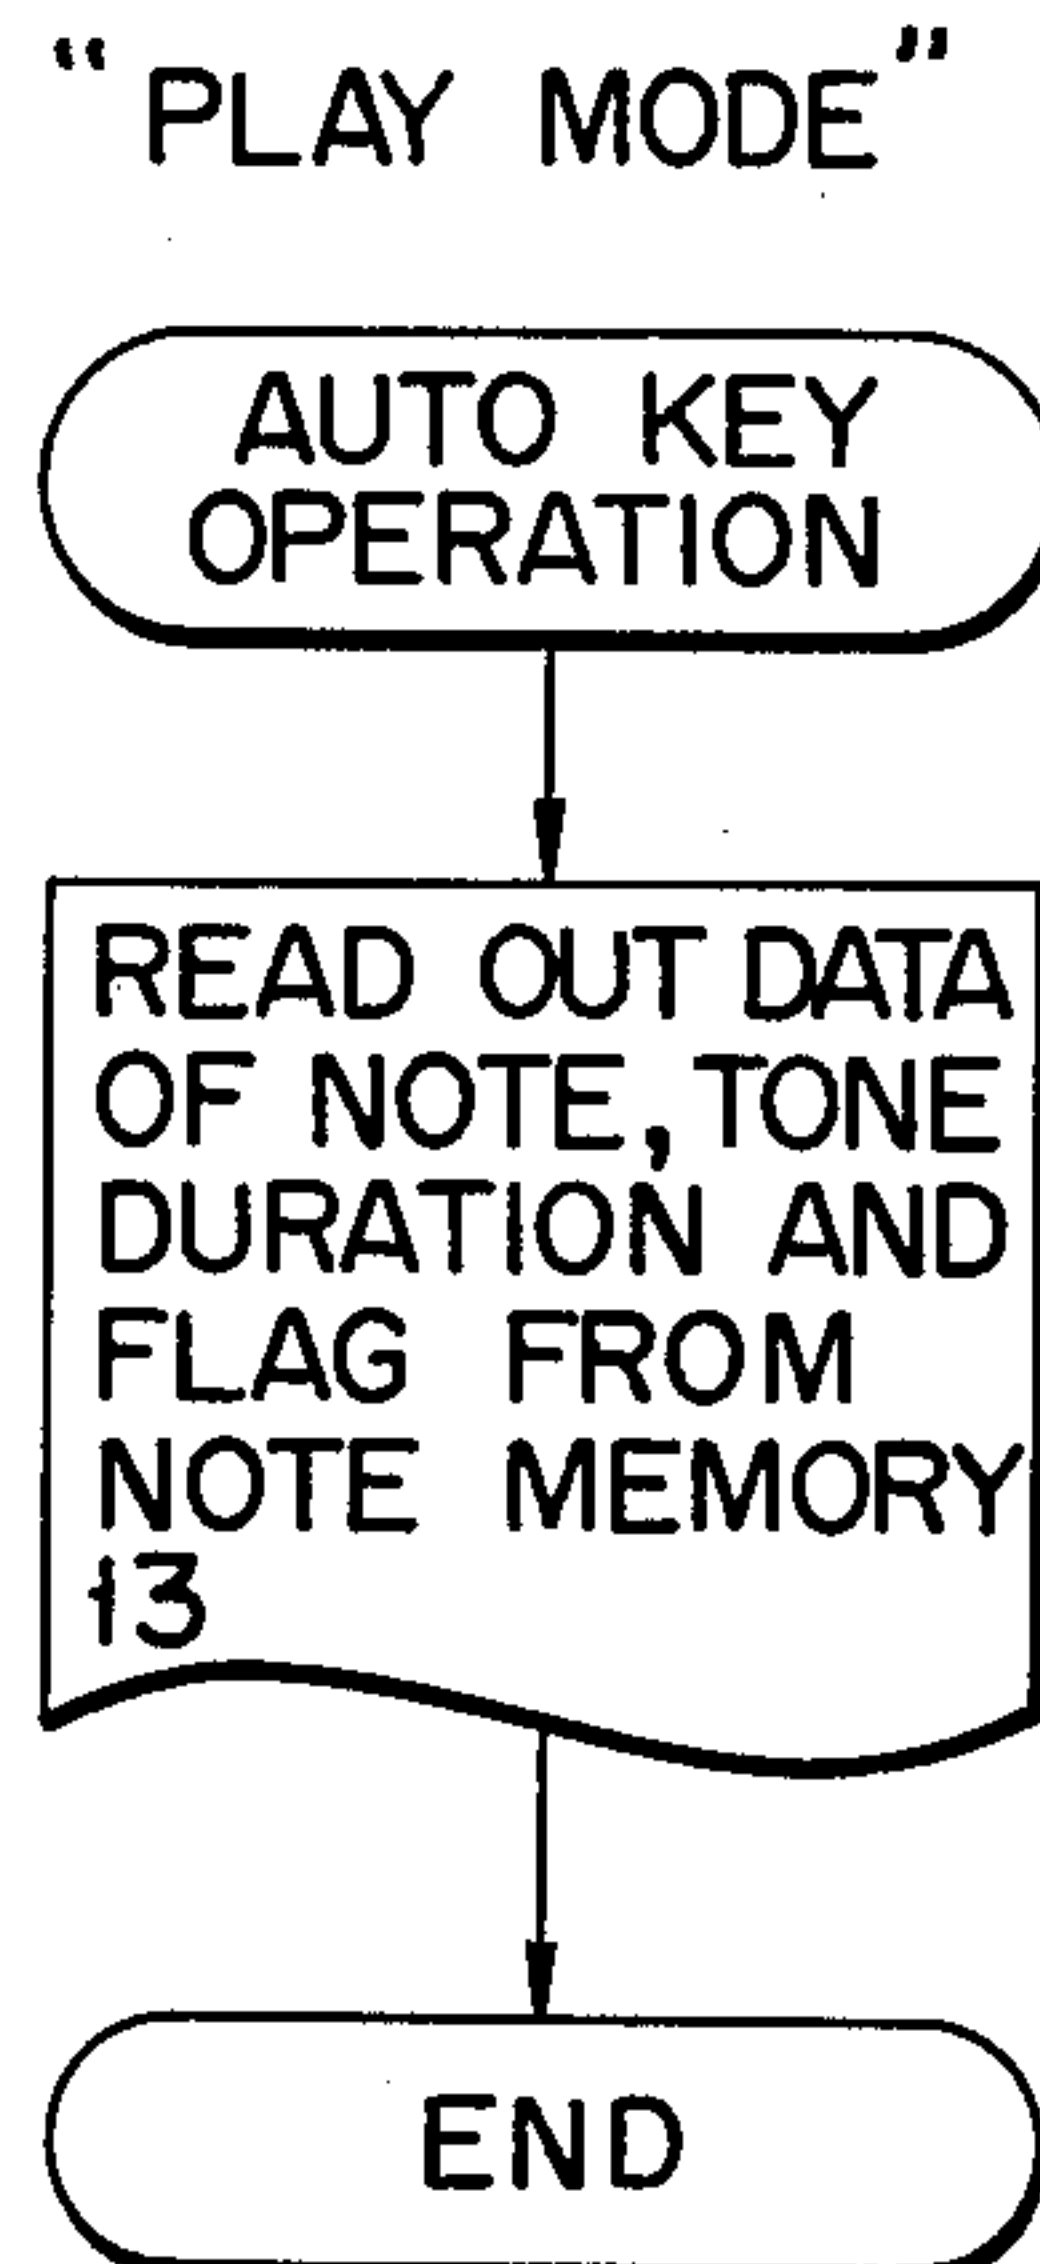 “PLAY MODE”
AUTO KEY
OPERATION
READ OUT DATA
OF NOTE, TONE
DURATION AND
FLAG FROM
NOTE MEMORY
13
END